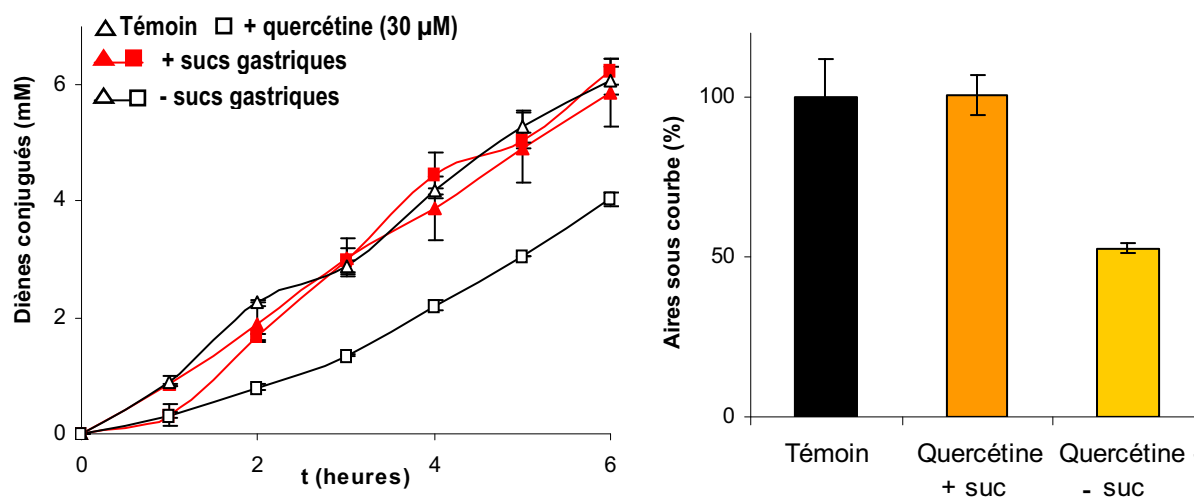 Témoin + quercétine (30 µM)
+ sucs gastriques
- sucs gastriques
Diènes conjugués (mM)
6
4
2
0
0 2 4 6
t (heures)
Aires sous courbe (%)
100
50
0
Témoin Quercétine Quercétine
+ suc - suc